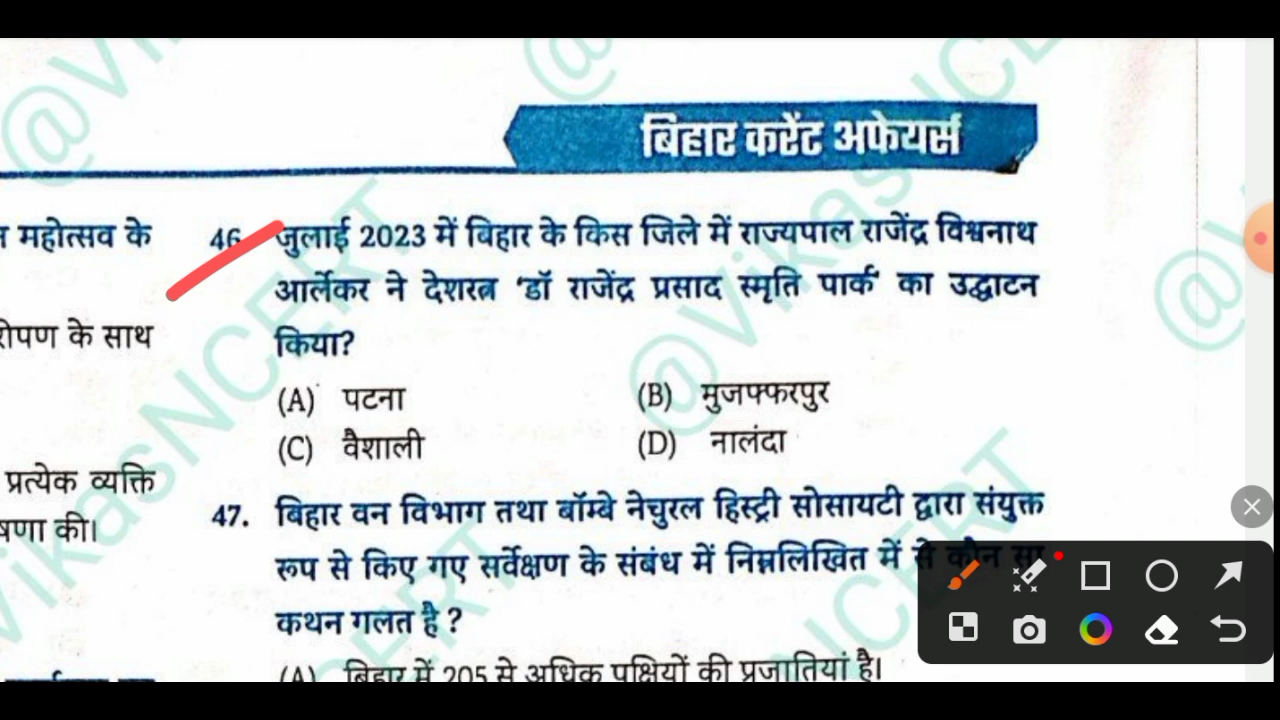 बिहार करेंट अफेयर्स
न महोत्सव के
रोपण के साथ
प्रत्येक व्यक्ति
षणा की।
46. जुलाई 2023 में बिहार के किस जिले में राज्यपाल राजेंद्र विश्वनाथ
आर्लेकर ने देशरत्न 'डॉ राजेंद्र प्रसाद स्मृति पार्क' का उद्घाटन
किया?
(A) पटना (B) मुजफ्फरपुर
(C) वैशाली (D) नालंदा
47. बिहार वन विभाग तथा बॉम्बे नेचुरल हिस्ट्री सोसायटी द्वारा संयुक्त
रूप से किए गए सर्वेक्षण के संबंध में निम्नलिखित में से कौन सा
कथन गलत है ?
(A) बिहार में 205 से अधिक पक्षियों की प्रजातियां है।
@VikasNCERT